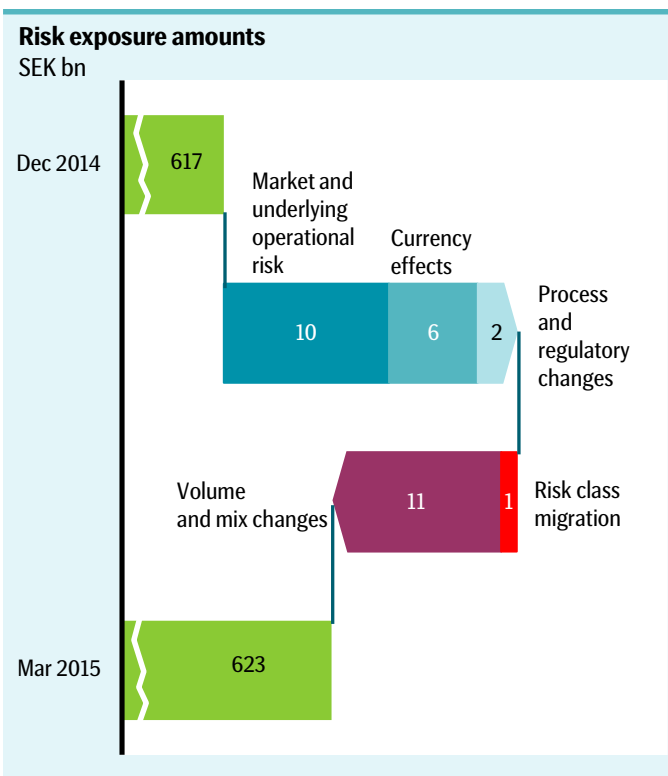 Risk exposure amounts
SEK bn
Dec 2014
617
Market and
underlying
operational
risk
Currency
effects
10
6
2
Process
and
regulatory
changes
Volume
and mix changes
11
1
Risk class
migration
Mar 2015
623